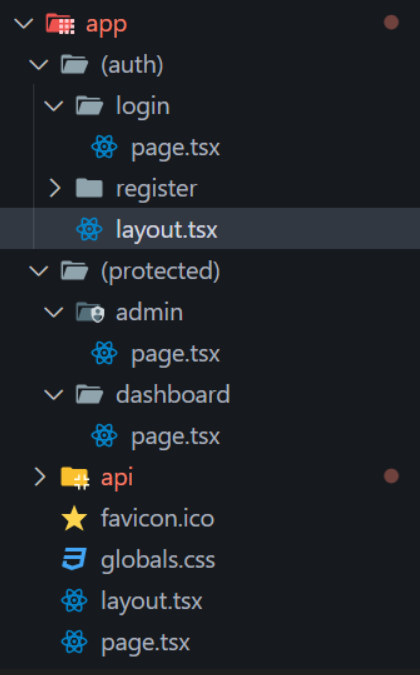 app
(auth)
login
page.tsx
register
layout.tsx
(protected)
admin
page.tsx
dashboard
page.tsx
api
favicon.ico
globals.css
layout.tsx
page.tsx